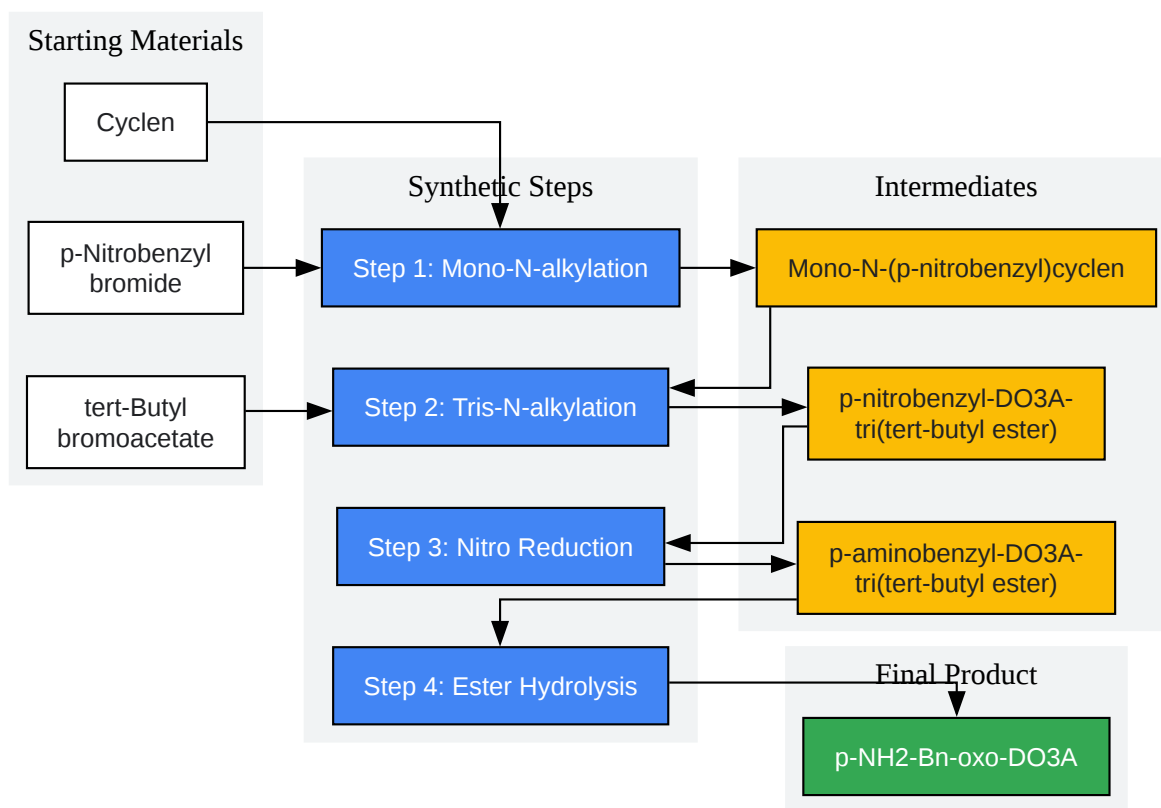 Starting Materials
Cyclen
p-Nitrobenzyl
bromide
tert-Butyl
bromoacetate
Synthetic Steps
Step 1: Mono-N-alkylation
Step 2: Tris-N-alkylation
Step 3: Nitro Reduction
Step 4: Ester Hydrolysis
Intermediates
Mono-N-(p-nitrobenzyl)cyclen
p-nitrobenzyl-DO3A-
tri(tert-butyl ester)
p-aminobenzyl-DO3A-
tri(tert-butyl ester)
Final Product
p-NH2-Bn-oxo-DO3A